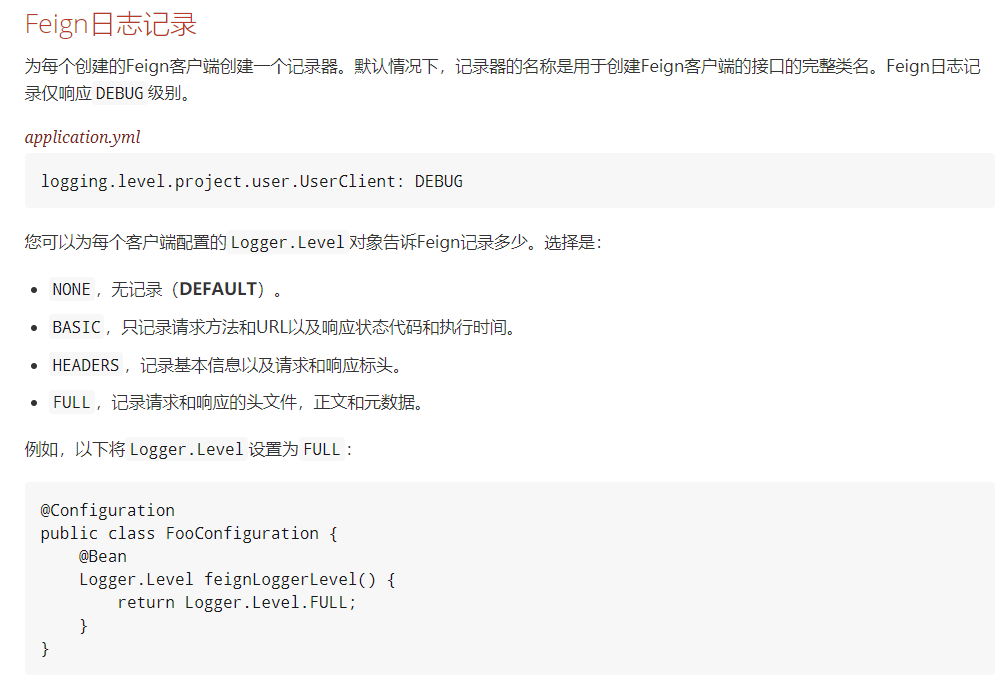 Feign日志记录
为每个创建的Feign客户端创建一个记录器。默认情况下，记录器的名称是用于创建Feign客户端的接口的完整类名。Feign日志记
录仅响应 DEBUG 级别。
application.yml
logging.level.project.user.UserClient: DEBUG
您可以为每个客户端配置的 Logger.Level 对象告诉Feign记录多少。选择是：
• NONE ，无记录（DEFAULT）。
• BASIC ，只记录请求方法和URL以及响应状态代码和执行时间。
• HEADERS ，记录基本信息以及请求和响应标头。
• FULL ，记录请求和响应的头文件，正文和元数据。
例如，以下将 Logger.Level 设置为 FULL ：
@Configuration
public class FooConfiguration {
    @Bean
    Logger.Level feignLoggerLevel() {
        return Logger.Level.FULL;
    }
}